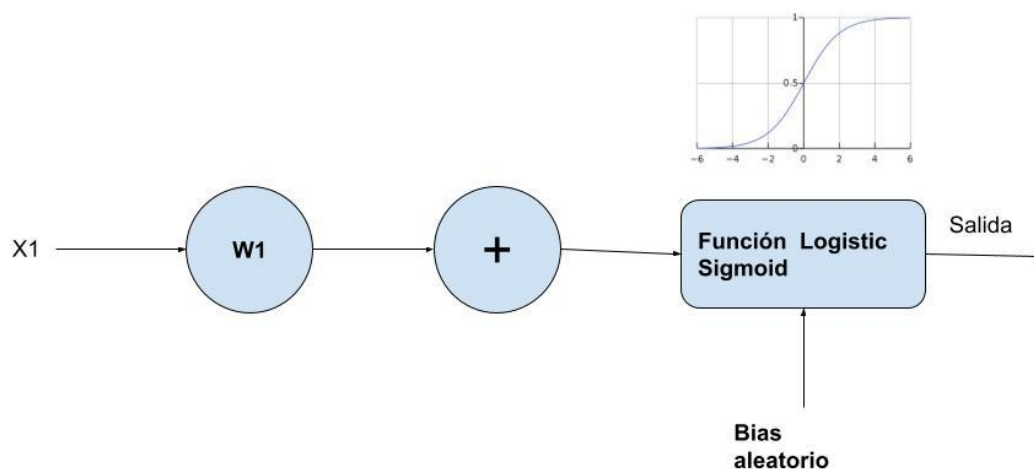 1
0.5
0
−6 −4 −2 0 2 4 6
X1
W1
+
Función Logistic
Sigmoid
Salida
Bias
aleatorio